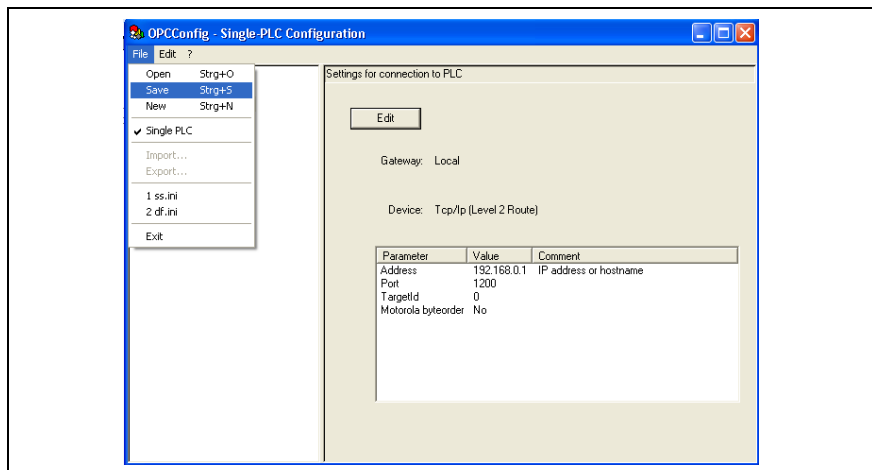 OPCConfig - Single-PLC Configuration
File Edit ?
Open Strg+O
Save Strg+S
New Strg+N
Single PLC
Import...
Export...
1 ss.ini
2 df.ini
Exit
Settings for connection to PLC
Edit
Gateway: Local
Device: Tcp/Ip (Level 2 Route)
Parameter Value Comment
Address 192.168.0.1 IP address or hostname
Port 1200
TargetId 0
Motorola byteorder No